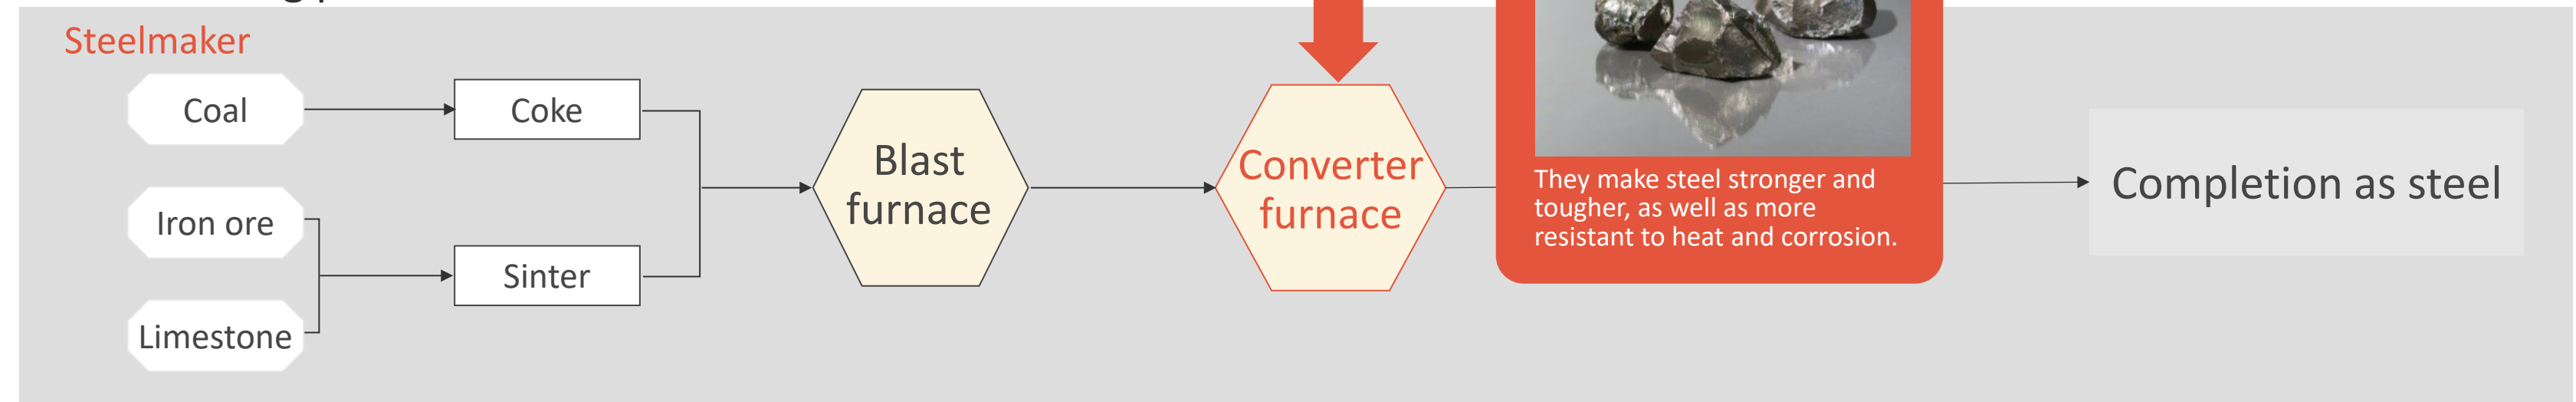 Steelmaker
Coal
Coke
Iron ore
Sinter
Limestone
Blast
furnace
Converter
furnace
They make steel stronger and
tougher, as well as more
resistant to heat and corrosion.
Completion as steel